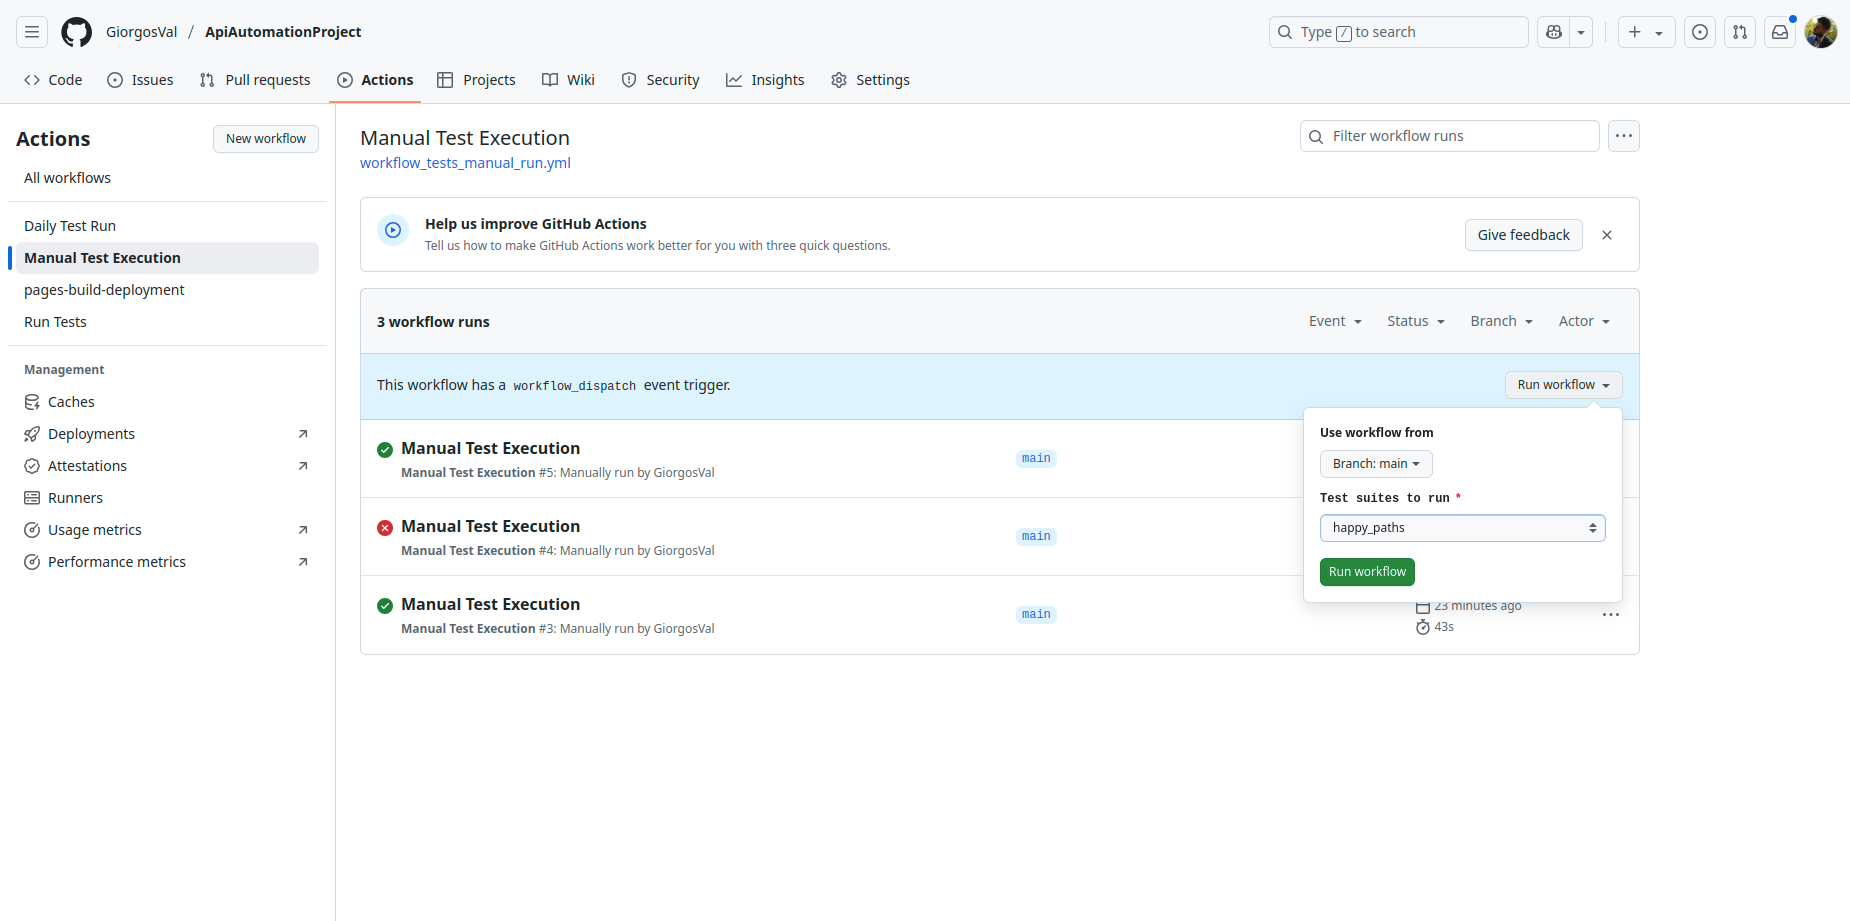 GiorgosVal / ApiAutomationProject
Type / to search
Code Issues Pull requests Actions Projects Wiki Security Insights Settings
Actions
New workflow
All workflows
Daily Test Run
Manual Test Execution
pages-build-deployment
Run Tests
Management
Caches
Deployments
Attestations
Runners
Usage metrics
Performance metrics
Manual Test Execution
workflow_tests_manual_run.yml
Filter workflow runs
Help us improve GitHub Actions
Tell us how to make GitHub Actions work better for you with three quick questions.
Give feedback
3 workflow runs
Event Status Branch Actor
This workflow has a workflow_dispatch event trigger.
Run workflow
Use workflow from
Branch: main
Test suites to run *
happy_paths
Run workflow
Manual Test Execution
Manual Test Execution #5: Manually run by GiorgosVal
main
Manual Test Execution
Manual Test Execution #4: Manually run by GiorgosVal
main
Manual Test Execution
Manual Test Execution #3: Manually run by GiorgosVal
main
23 minutes ago
43s